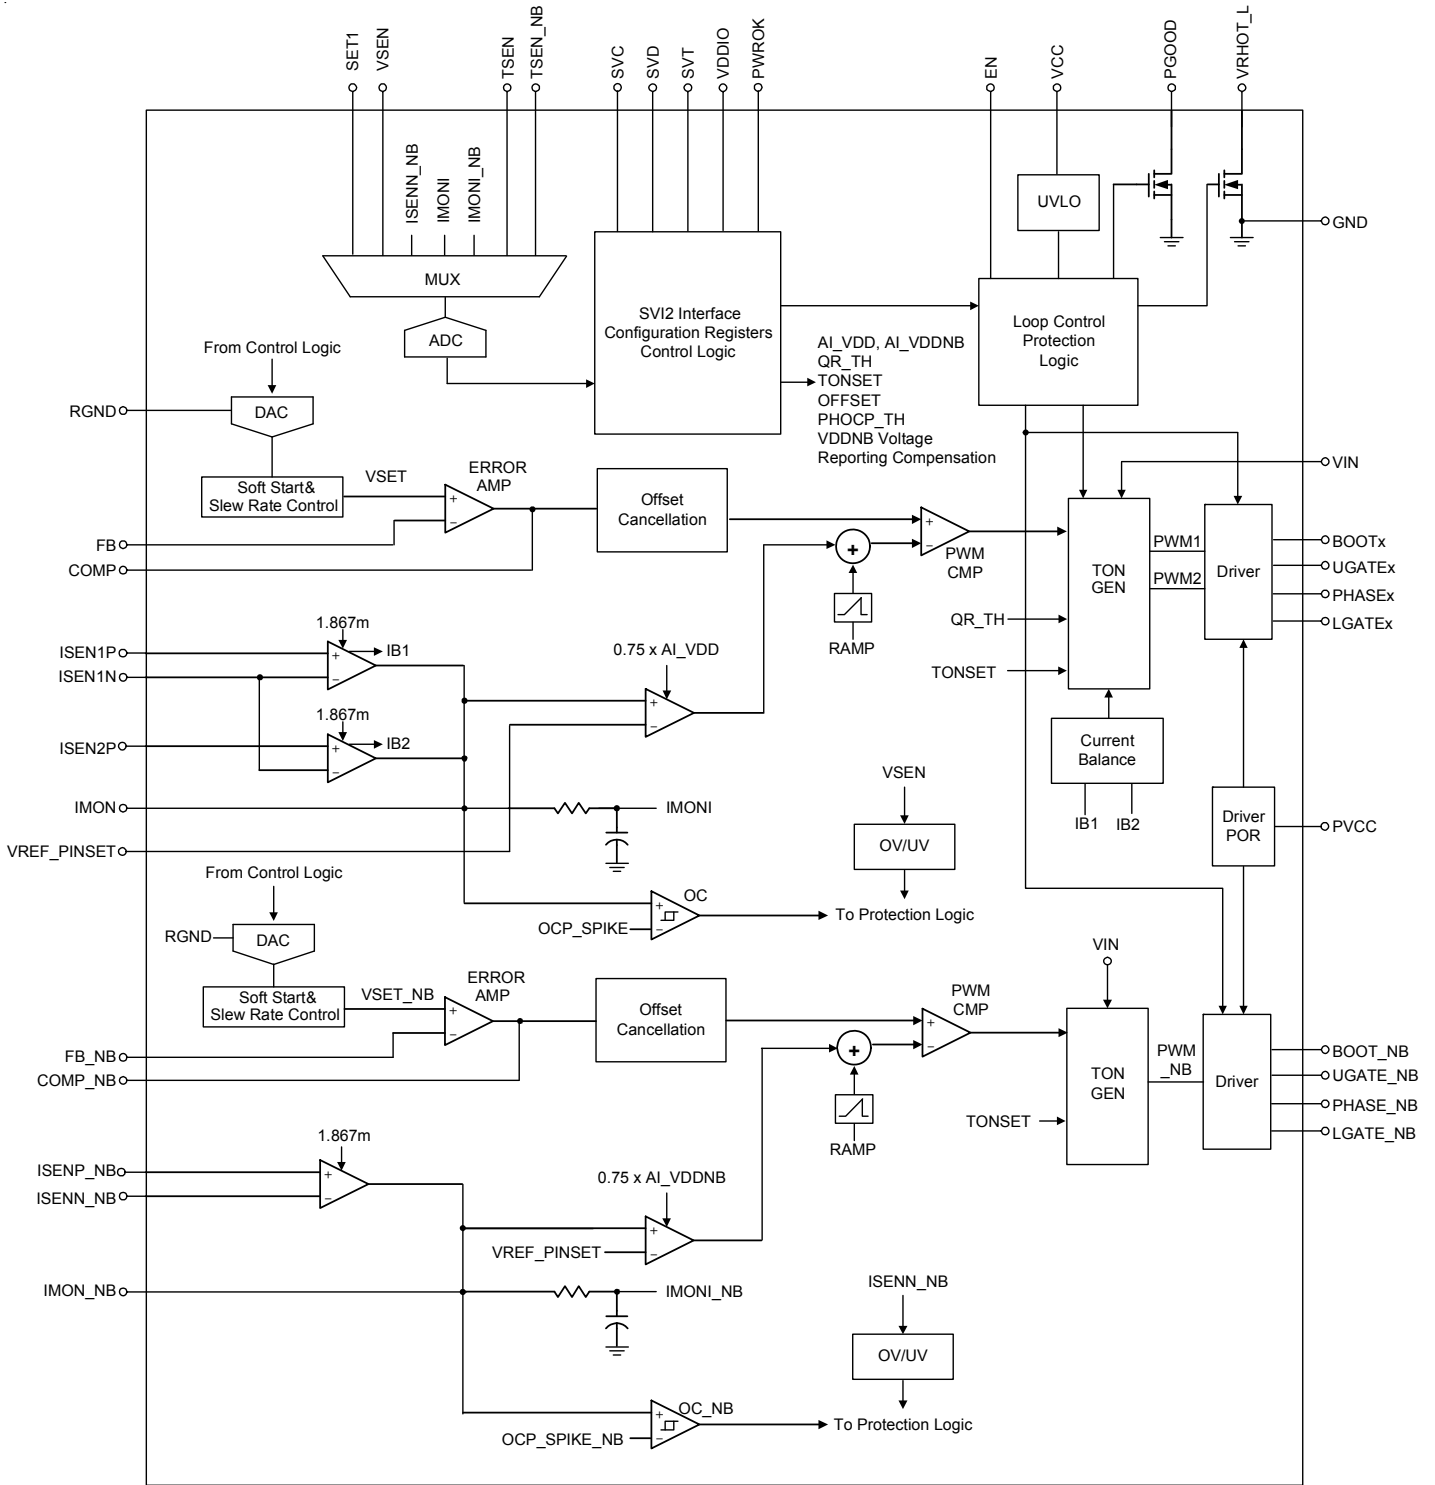 SET1
VSEN
TSEN
TSEN_NB
SVC
SVD
SVT
VDDIO
PWROK
EN
VCC
PGOOD
VRHOT_L
ISENN_NB
IMONI
IMONI_NB
UVLO
GND
MUX
SVI2 Interface
Configuration Registers
Control Logic
Loop Control
Protection
Logic
ADC
From Control Logic
AI_VDD, AI_VDDNB
QR_TH
TONSET
OFFSET
PHOCP_TH
VDDNB Voltage
Reporting Compensation
RGND
DAC
VIN
Soft Start&
Slew Rate Control
VSET
ERROR
AMP
+
−
Offset
Cancellation
FB
COMP
+
+
−
PWM
CMP
RAMP
TON
GEN
PWM1
PWM2
Driver
BOOTx
UGATEx
PHASEx
LGATEx
QR_TH
TONSET
1.867m
ISEN1P
ISEN1N
+
−
IB1
0.75 x AI_VDD
+
−
1.867m
ISEN2P
+
−
IB2
Current
Balance
IB1
IB2
VSEN
OV/UV
To Protection Logic
IMON
IMONI
VREF_PINSET
Driver
POR
PVCC
From Control Logic
OCP_SPIKE
+
−
OC
RGND
DAC
VIN
Soft Start&
Slew Rate Control
VSET_NB
ERROR
AMP
+
−
Offset
Cancellation
PWM
CMP
+
−
+
RAMP
FB_NB
COMP_NB
TON
GEN
PWM
_NB
Driver
BOOT_NB
UGATE_NB
PHASE_NB
LGATE_NB
TONSET
1.867m
ISENP_NB
ISENN_NB
+
−
0.75 x AI_VDDNB
+
−
VREF_PINSET
IMON_NB
IMONI_NB
ISENN_NB
OV/UV
To Protection Logic
OCP_SPIKE_NB
+
−
OC_NB